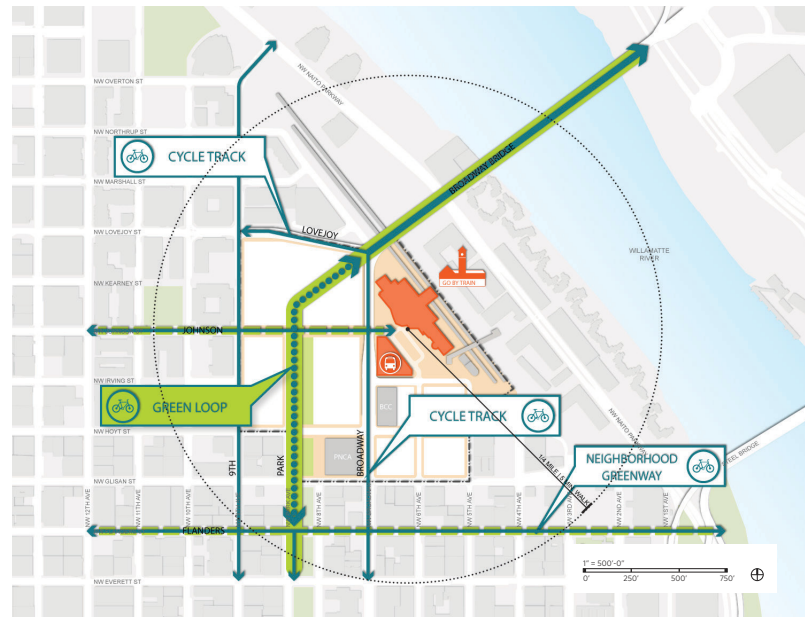 NW OVERTON ST
NW NAITO PARKWAY
NW NORTHRUP ST
CYCLE TRACK
BROADWAY BRIDGE
NW MARSHALL ST
NW LOVEJOY ST
LOVEJOY
WILLAMATTE
RIVER
GO BY TRAIN
NW KEARNEY ST
JOHNSON
NW IRVING ST
GREEN LOOP
BCC
CYCLE TRACK
NW NAITO PARKWAY
NW HOYT ST
PNCA
BROADWAY
PARK
9TH
1/4 MILE / 5 MIN. WALK
NEIGHBORHOOD
GREENWAY
STEEL BRIDGE
NW GLISAN ST
NW 12TH AVE
NW 11TH AVE
NW 10TH AVE
NW 8TH AVE
NW 6TH AVE
NW 5TH AVE
NW 4TH AVE
NW 3RD AVE
NW 2ND AVE
NW 1ST AVE
FLANDERS
NW EVERETT ST
1" = 500'-0"
0' 250' 500' 750'